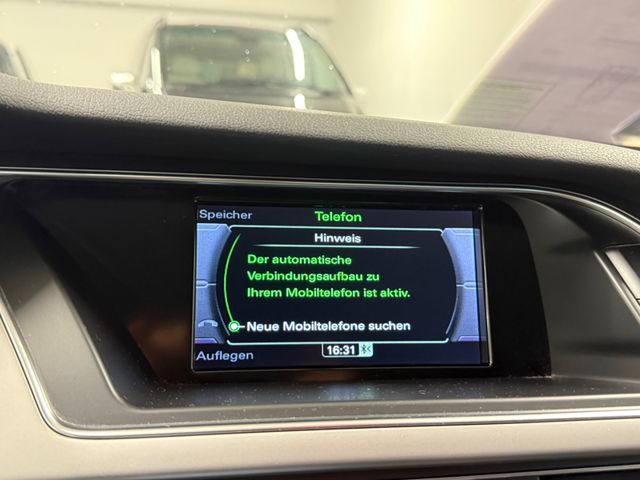 Speicher
Telefon
Hinweis
Der automatische
Verbindungsaufbau zu
Ihrem Mobiltelefon ist aktiv.
Neue Mobiltelefone suchen
Auflegen
16:31